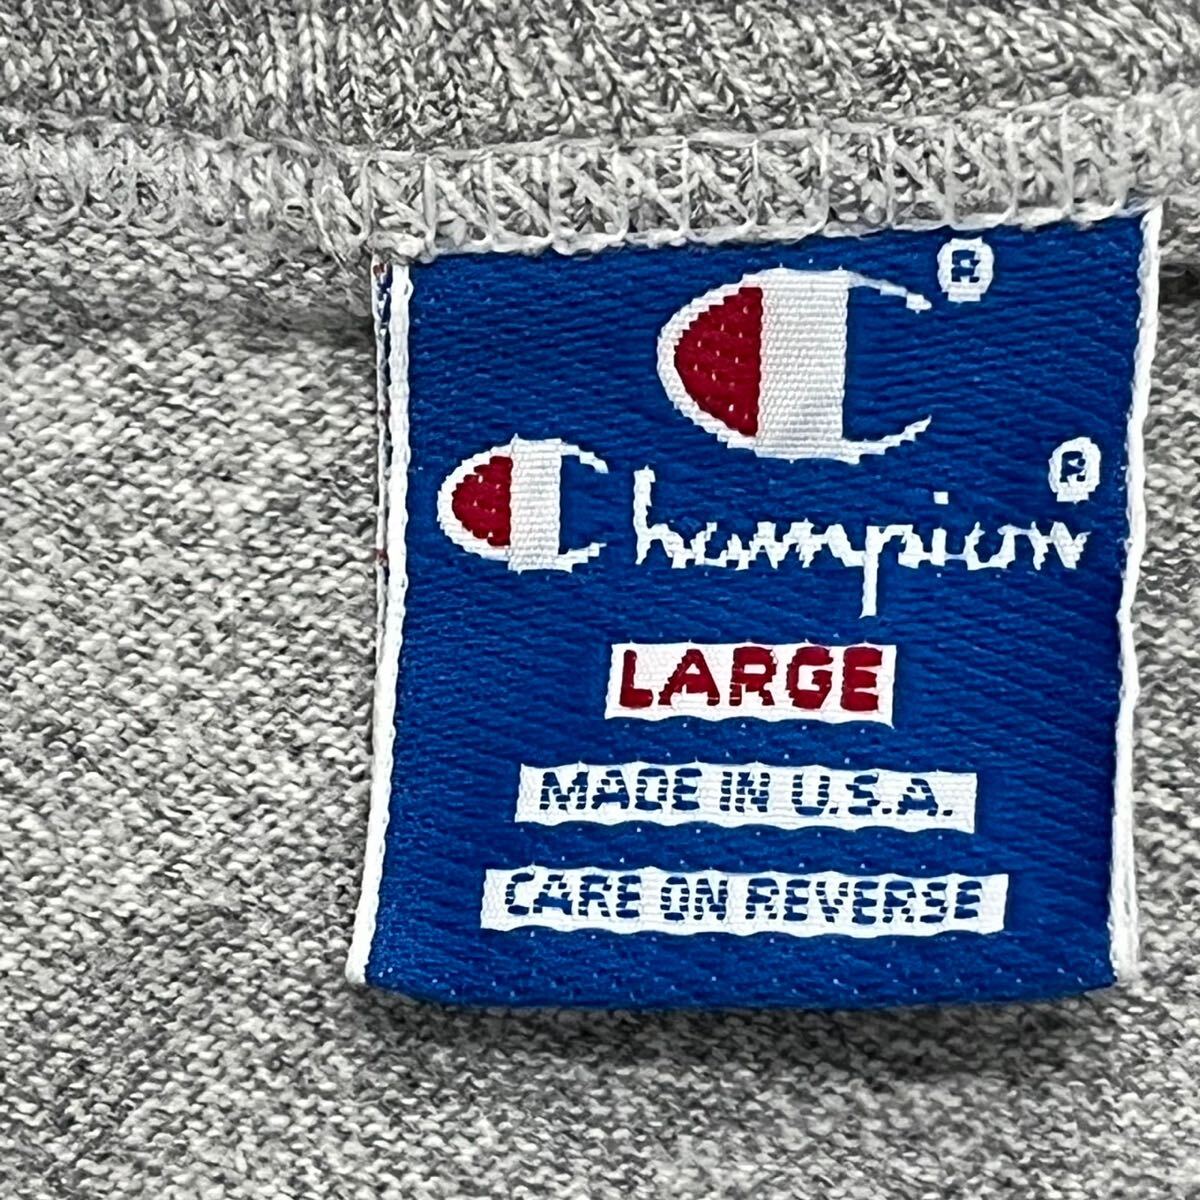 C®
Champion®
LARGE
MADE IN U.S.A.
CARE ON REVERSE